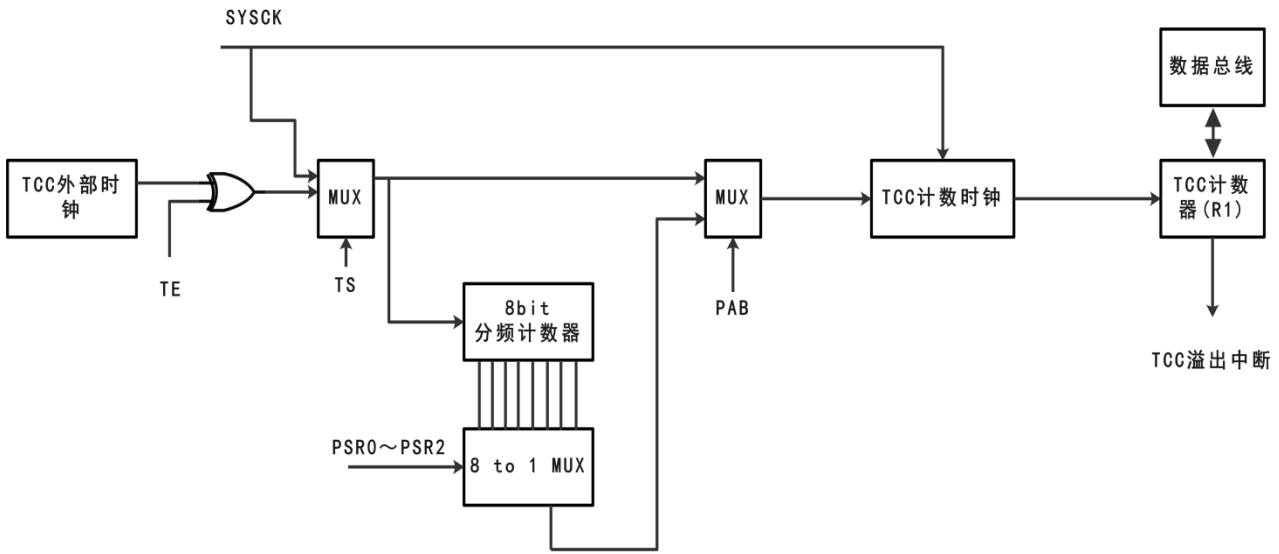 SYSCK
数据总线
TCC外部时
钟
MUX
MUX
TCC计数时钟
TCC计数
器(R1)
TE
TS
PAB
8bit
分频计数器
TCC溢出中断
PSR0～PSR2
8 to 1 MUX